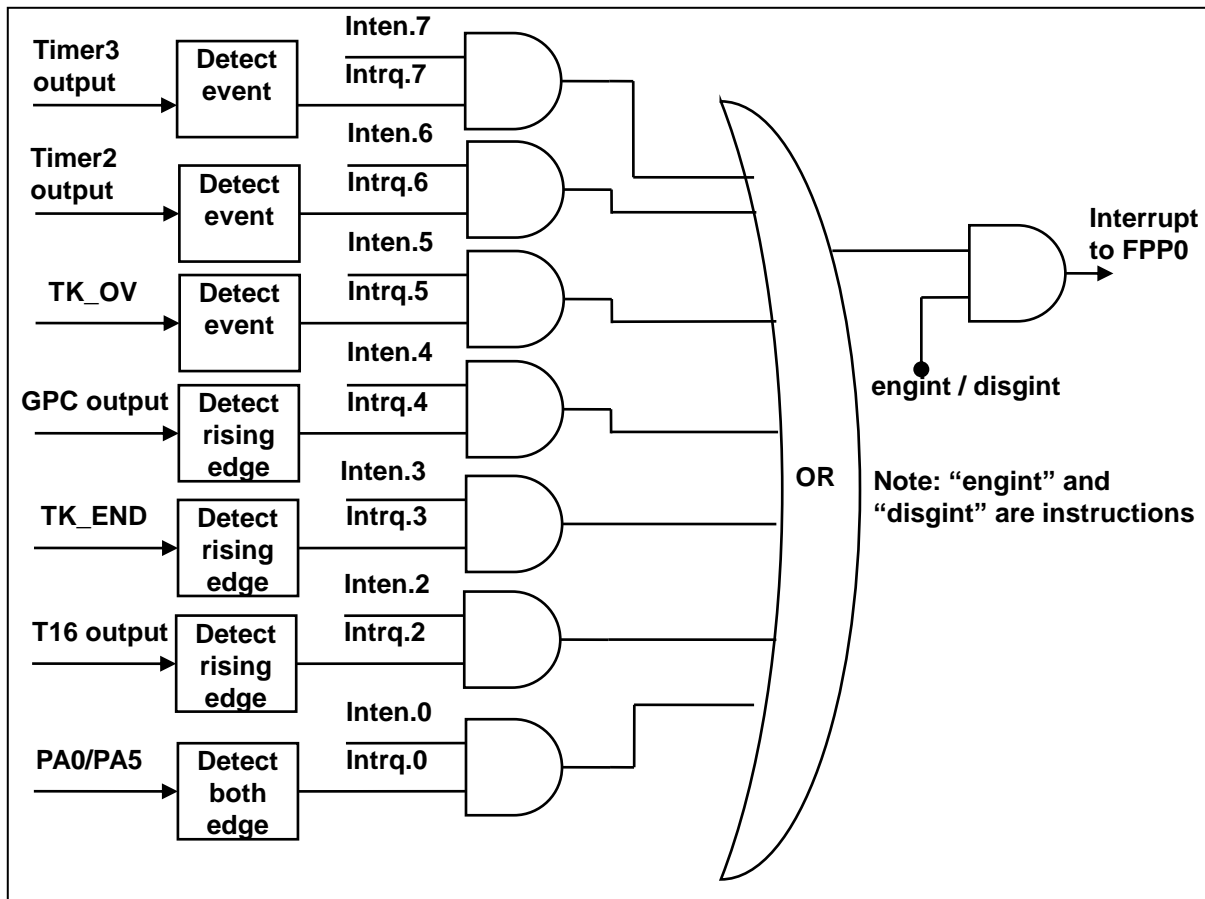 Timer3
output
Detect
event
Inten.7
Intrq.7
Timer2
output
Detect
event
Inten.6
Intrq.6
TK_OV
Detect
event
Inten.5
Intrq.5
GPC output
Detect
rising
edge
Inten.4
Intrq.4
TK_END
Detect
rising
edge
Inten.3
Intrq.3
T16 output
Detect
rising
edge
Inten.2
Intrq.2
PA0/PA5
Detect
both
edge
Inten.0
Intrq.0
OR
Interrupt
to FPP0
engint / disgint
Note: “engint” and
“disgint” are instructions